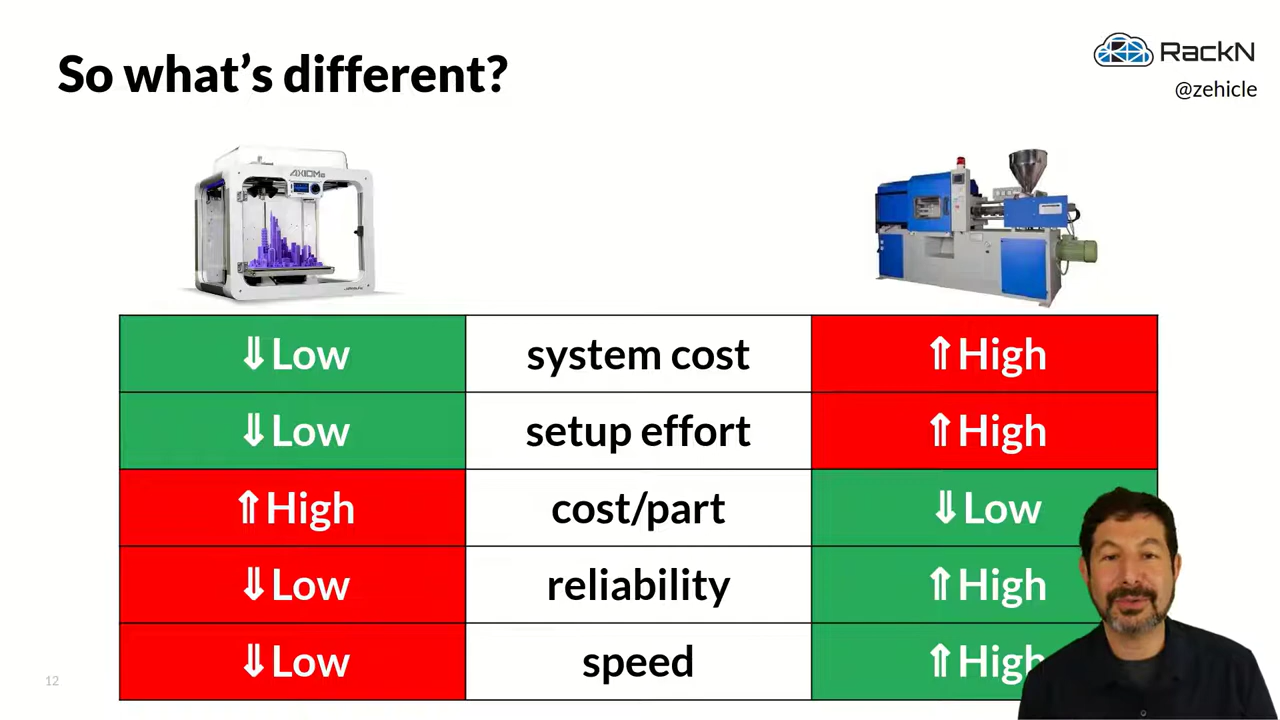 So what's different?
RackN
@zehicle
AXIOMe
⇓Low system cost ⇑High
⇓Low setup effort ⇑High
⇑High cost/part ⇓Low
⇓Low reliability ⇑High
⇓Low speed ⇑High
12